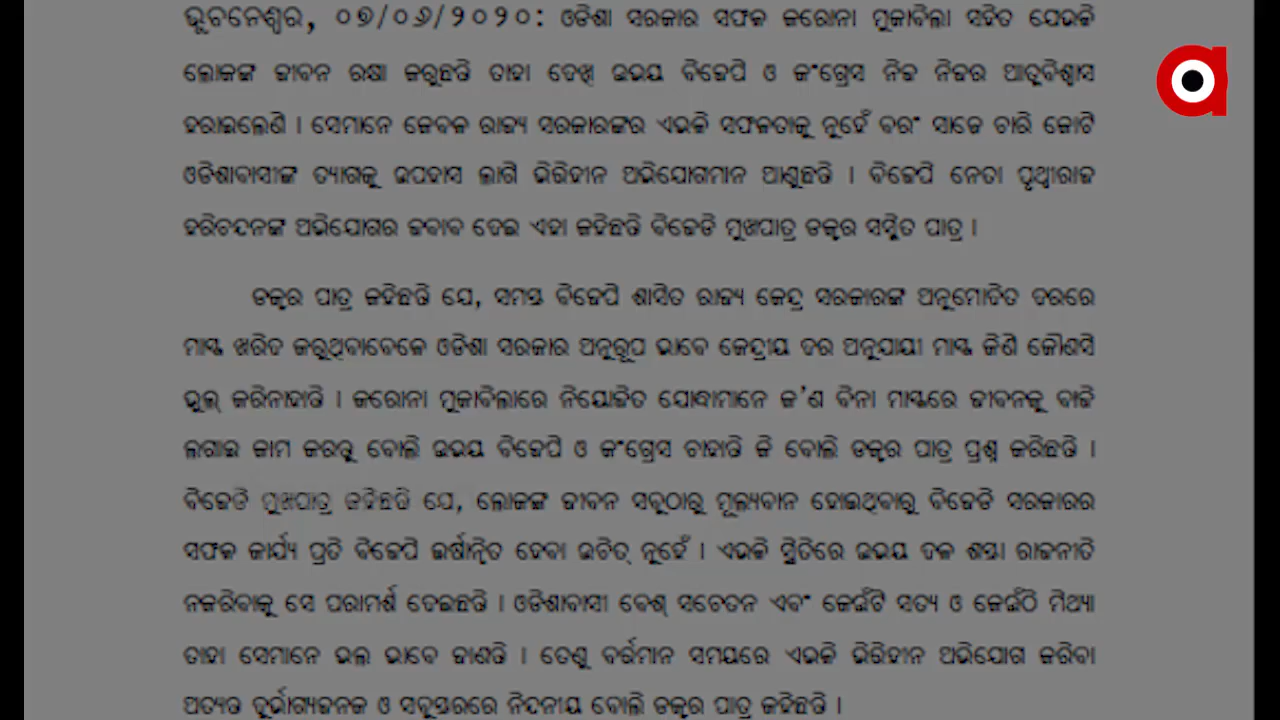 ଭୁବନେଶ୍ୱର, ୦୭/୦୬/୨୦୨୦: ଓଡିଶା ସରକାର ସଫଳ କରୋନା ମୁକାବିଲା ସହିତ ଯେଭଳି
ଲୋକଙ୍କ ଜୀବନ ରକ୍ଷା କରୁଛନ୍ତି ତାହା ଦେଖି ଉଭୟ ବିଜେପି ଓ କଂଗ୍ରେସ ନିଜ ନିଜର ଆତ୍ମବିଶ୍ୱାସ
ହରାଇଲେଣି । ସେମାନେ କେବଳ ରାଜ୍ୟ ସରକାରଙ୍କର ଏଭଳି ସଫଳତାକୁ ନୁହେଁ ବରଂ ସାଢେ ଚାରି କୋଟି
ଓଡିଶାବାସୀଙ୍କ ତ୍ୟାଗକୁ ଉପହାସ ଲାଗି ଭିତିହୀନ ଅଭିଯୋଗମାନ ଆଣୁଛନ୍ତି । ବିଜେପି ନେତା ପୃଥ୍ୱୀରାଜ
ହରିଚନ୍ଦନଙ୍କ ଅଭିଯୋଗର ଜବାବ ଦେଇ ଏହା କହିଛନ୍ତି ବିଜେଡି ମୁଖପାତ୍ର ଡକ୍ଟର ସସ୍ମିତ ପାତ୍ର ।
ଡକ୍ଟର ପାତ୍ର କହିଛନ୍ତି ଯେ, ସମସ୍ତ ବିଜେପି ଶାସିତ ରାଜ୍ୟ କେନ୍ଦ୍ର ସରକାରଙ୍କ ଅନୁମୋଦିତ ଦରରେ
ମାସ୍କ ଖରିଦ କରୁଥିବାବେଳେ ଓଡିଶା ସରକାର ଅନୁରୂପ ଭାବେ କେନ୍ଦ୍ରୀୟ ଦର ଅନୁଯାୟୀ ମାସ୍କ କିଣି କୌଣସି
ଭୁଲ୍ କରିନାହାନ୍ତି । କରୋନା ମୁକାବିଲାରେ ନିୟୋଜିତ ଯୋଦ୍ଧାମାନେ କ'ଣ ବିନା ମାସ୍କରେ ଜୀବନକୁ ବାଜି
ଲଗାଇ କାମ କରନ୍ତୁ ବୋଲି ଉଭୟ ବିଜେପି ଓ କଂଗ୍ରେସ ଚାହାନ୍ତି କି ବୋଲି ଡକ୍ଟର ପାତ୍ର ପ୍ରଶ୍ନ କରିଛନ୍ତି ।
ବିଜେଡି ମୁଖପାତ୍ର କହିଛନ୍ତି ଯେ, ଲୋକଙ୍କ ଜୀବନ ସବୁଠାରୁ ମୂଲ୍ୟବାନ ହୋଇଥିବାରୁ ବିଜେଡି ସରକାରର
ସଫଳ କାର୍ଯ୍ୟ ପ୍ରତି ବିଜେପି ଇର୍ଷାନ୍ୱିତ ହେବା ଉଚିତ୍ ନୁହେଁ । ଏଭଳି ସ୍ଥିତିରେ ଉଭୟ ଦଳ ଶସ୍ତା ରାଜନୀତି
ନକରିବାକୁ ସେ ପରାମର୍ଶ ଦେଇଛନ୍ତି । ଓଡିଶାବାସୀ ବେଶ୍ ସଚେତନ ଏବଂ କେଉଁଟି ସତ୍ୟ ଓ କେଉଁଠି ମିଥ୍ୟା
ତାହା ସେମାନେ ଭଲ ଭାବେ ଜାଣନ୍ତି । ତେଣୁ ବର୍ତ୍ତମାନ ସମୟରେ ଏଭଳି ଭିତିହୀନ ଅଭିଯୋଗ କରିବା
ଅତ୍ୟନ୍ତ ଦୁର୍ଭାଗ୍ୟଜନକ ଓ ସବୁସ୍ତରରେ ନିନ୍ଦନୀୟ ବୋଲି ଡକ୍ଟର ପାତ୍ର କହିଛନ୍ତି ।